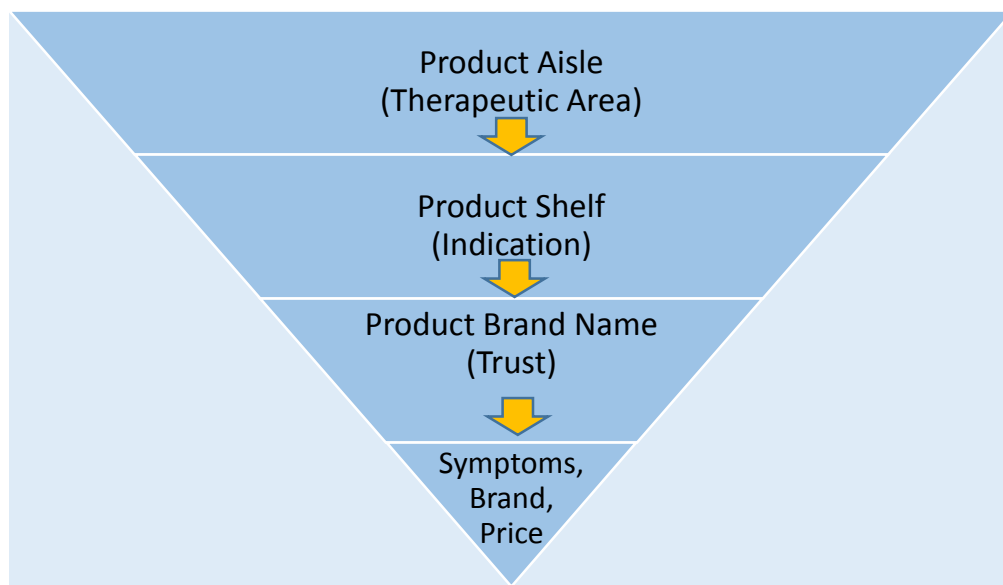 Product Aisle
(Therapeutic Area)
Product Shelf
(Indication)
Product Brand Name
(Trust)
Symptoms,
Brand,
Price